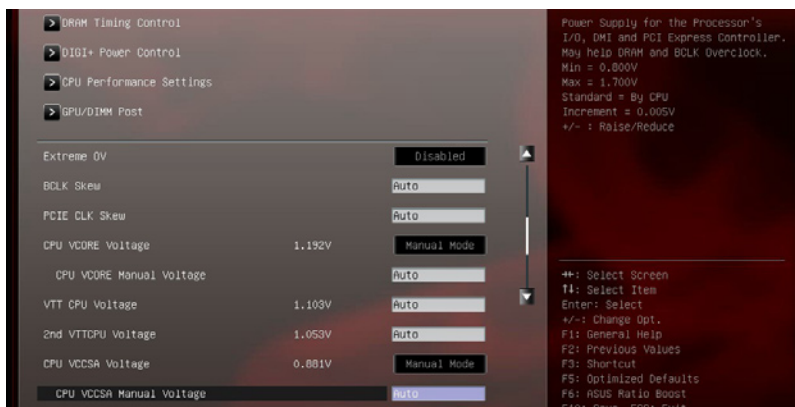 DRAM Timing Control
DIGI+ Power Control
CPU Performance Settings
GPU/DIMM Post
Extreme OV Disabled
BCLK Skew Auto
PCIE CLK Skew Auto
CPU VCORE Voltage 1.192V Manual Mode
CPU VCORE Manual Voltage Auto
VTT CPU Voltage 1.103V Auto
2nd VTTCPU Voltage 1.053V Auto
CPU VCCSA Voltage 0.881V Manual Mode
CPU VCCSA Manual Voltage Auto
Power Supply for the Processor's
I/O, DMI and PCI Express Controller.
May help DRAM and BCLK Overclock.
Min = 0.800V
Max = 1.700V
Standard = By CPU
Increment = 0.005V
+/- : Raise/Reduce
→←: Select Screen
↑↓: Select Item
Enter: Select
+/-: Change Opt.
F1: General Help
F2: Previous Values
F3: Shortcut
F5: Optimized Defaults
F6: ASUS Ratio Boost